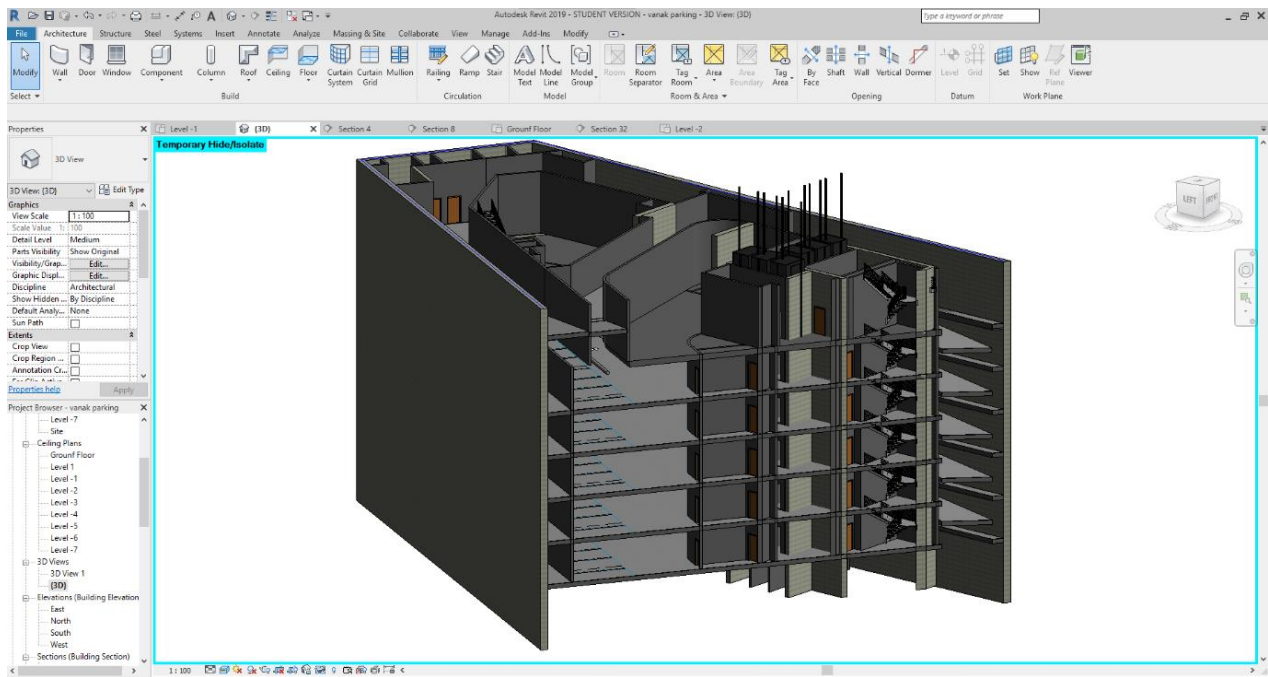 Autodesk Revit 2019 - STUDENT VERSION - vanak parking - 3D View: {3D}
Type a keyword or phrase
File Architecture Structure Steel Systems Insert Annotate Analyze Massing & Site Collaborate View Manage Add-Ins Modify
Modify Wall Door Window Component Column Roof Ceiling Floor Curtain System Curtain Grid Mullion Railing Ramp Stair Model Text Model Line Model Group Room Room Separator Tag Room Area Area Boundary Tag Area By Face Shaft Wall Vertical Dormer Level Grid Set Show Ref Plane Viewer
Select Build Circulation Model Room & Area Opening Datum Work Plane
Properties
Level -1 {3D} Section 4 Section 8 Grounf Floor Section 32 Level -2
Temporary Hide/Isolate
3D View
3D View: {3D} Edit Type
Graphics
View Scale 1 : 100
Scale Value 1: 100
Detail Level Medium
Parts Visibility Show Original
Visibility/Grap... Edit...
Graphic Displ... Edit...
Discipline Architectural
Show Hidden ... By Discipline
Default Analy... None
Sun Path
Extents
Crop View
Crop Region ...
Annotation Cr...
Properties help Apply
Project Browser - vanak parking
Level -7
Site
Ceiling Plans
Grounf Floor
Level 1
Level -1
Level -2
Level -3
Level -4
Level -5
Level -6
Level -7
3D Views
3D View 1
{3D}
Elevations (Building Elevation
East
North
South
West
Sections (Building Section)
1 : 100
LEFT FRONT